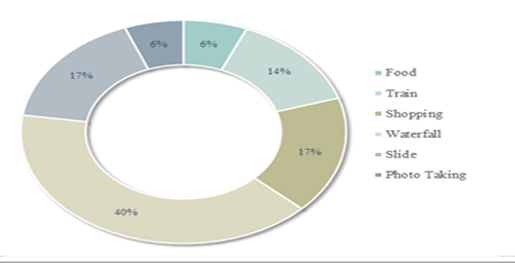 6%
6%
14%
17%
17%
40%
Food
Train
Shopping
Waterfall
Slide
Photo Taking